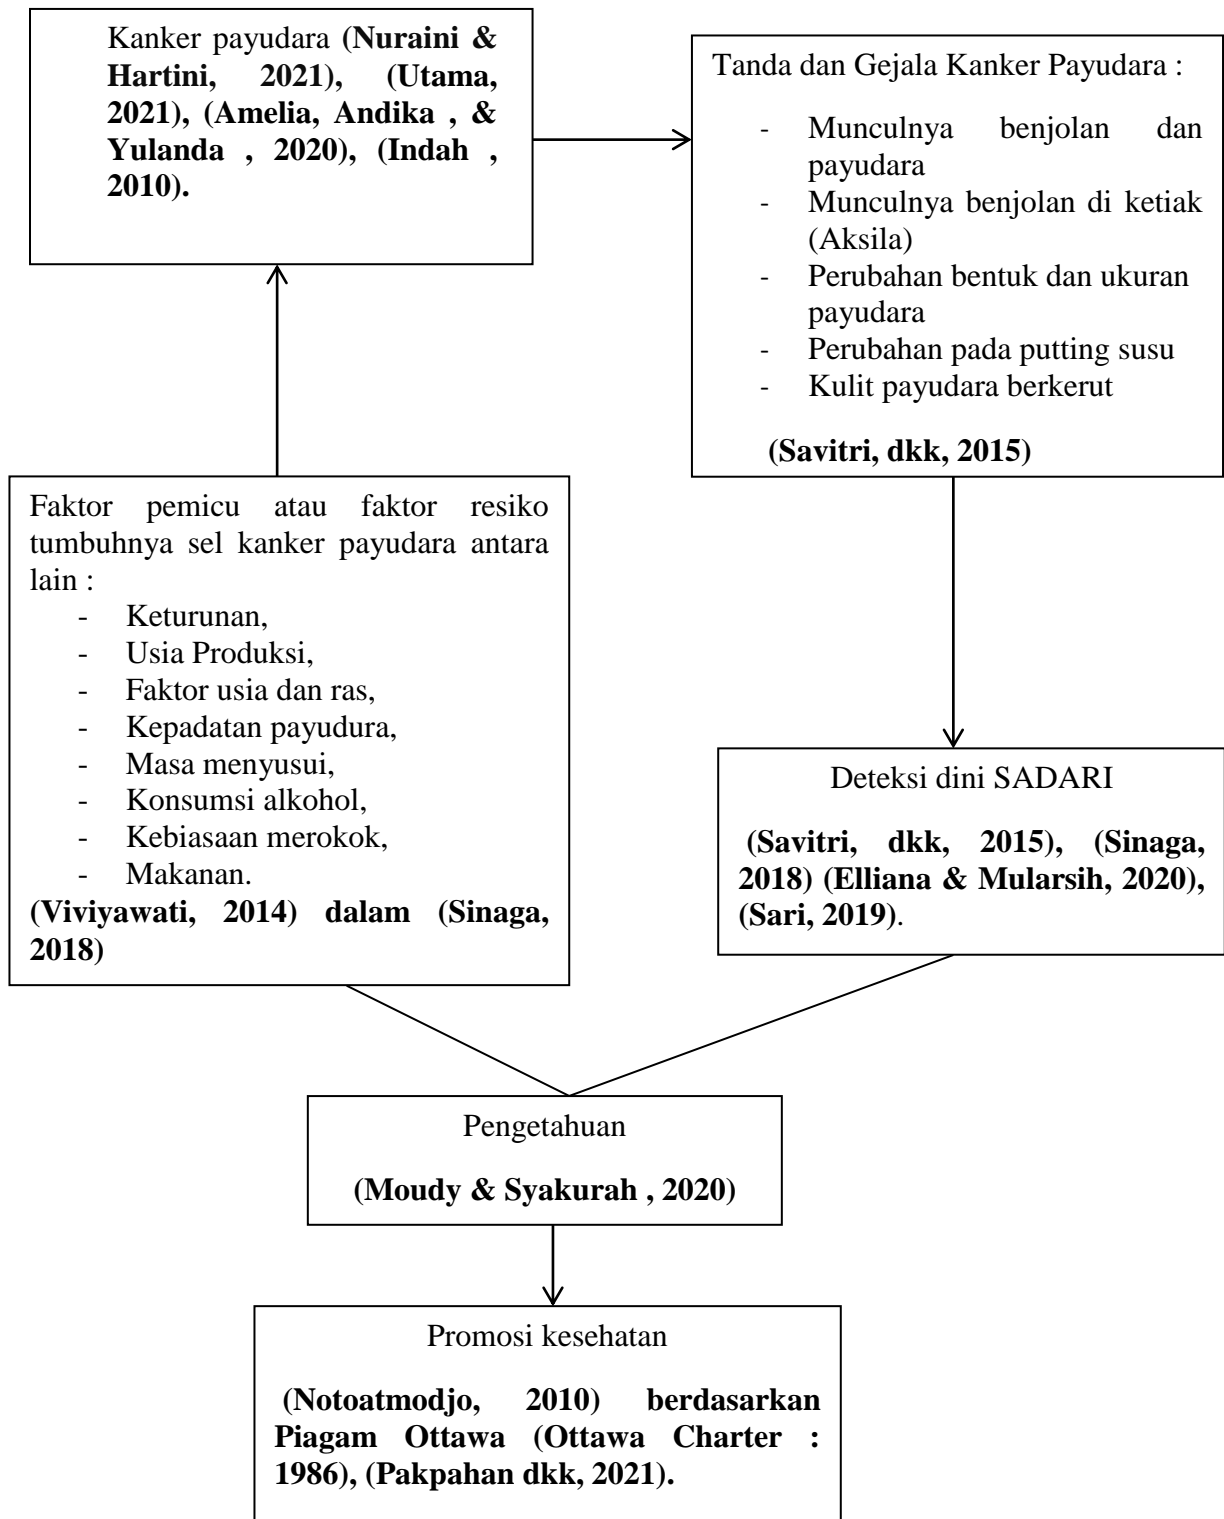 Kanker payudara (Nuraini &
Hartini, 2021), (Utama,
2021), (Amelia, Andika , &
Yulanda , 2020), (Indah ,
2010).
Tanda dan Gejala Kanker Payudara :
- Munculnya benjolan dan
payudara
- Munculnya benjolan di ketiak
(Aksila)
- Perubahan bentuk dan ukuran
payudara
- Perubahan pada putting susu
- Kulit payudara berkerut
(Savitri, dkk, 2015)
Faktor pemicu atau faktor resiko
tumbuhnya sel kanker payudara antara
lain :
- Keturunan,
- Usia Produksi,
- Faktor usia dan ras,
- Kepadatan payudura,
- Masa menyusui,
- Konsumsi alkohol,
- Kebiasaan merokok,
- Makanan.
(Viviyawati, 2014) dalam (Sinaga,
2018)
Deteksi dini SADARI
(Savitri, dkk, 2015), (Sinaga,
2018) (Elliana & Mularsih, 2020),
(Sari, 2019).
Pengetahuan
(Moudy & Syakurah , 2020)
Promosi kesehatan
(Notoatmodjo, 2010) berdasarkan
Piagam Ottawa (Ottawa Charter :
1986), (Pakpahan dkk, 2021).